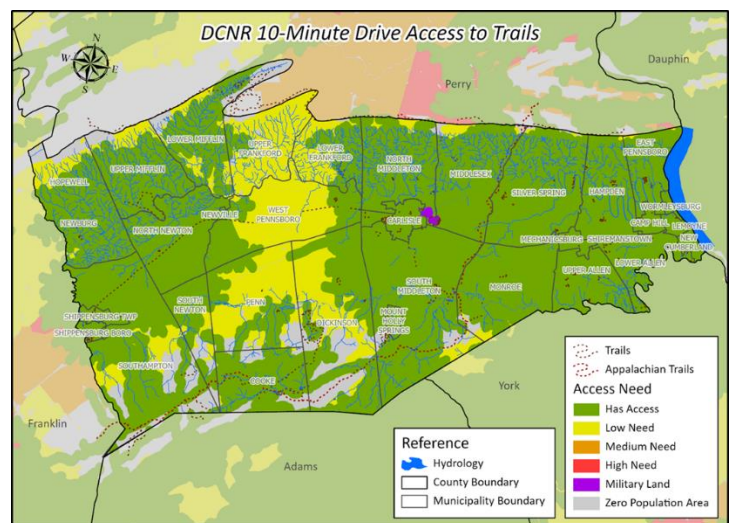 DCNR 10-Minute Drive Access to Trails
N
W
E
S
Dauphin
Perry
EAST
PENNSBORO
LOWER MIFFLIN
UPPER
FRANKFORD
LOWER
FRANKFORD
NORTH
MIDDLETON
MIDDLESEX
UPPER MIFFLIN
HOPEWELL
SILVER SPRING
HAMPDEN
WORMLEYSBURG
CAMP HILL
LEMOYNE
NEWBURG
NEWVILLE
WEST
PENNSBORO
CARLISLE
NORTH NEWTON
MECHANICSBURG
SHIREMANSTOWN
NEW
CUMBERLAND
LOWER ALLEN
UPPER ALLEN
SOUTH
MIDDLETON
MONROE
SOUTH
NEWTON
PENN
SHIPPENSBURG TWP
SHIPPENSBURG BORO
DICKINSON
MOUNT
HOLLY
SPRINGS
SOUTHAMPTON
COOKE
York
Franklin
Adams
Reference
Hydrology
County Boundary
Municipality Boundary
Trails
Appalachian Trails
Access Need
Has Access
Low Need
Medium Need
High Need
Military Land
Zero Population Area